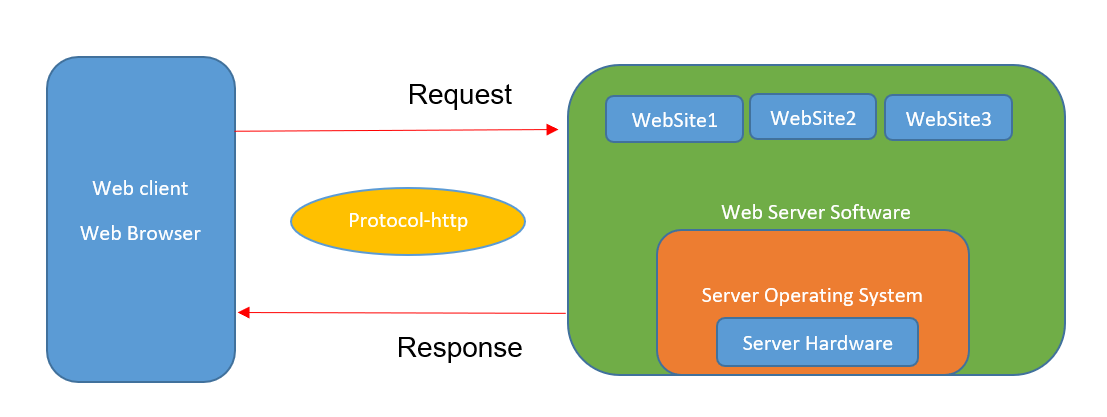 Request
WebSite1
WebSite2
WebSite3
Web client
Web Browser
Protocol-http
Web Server Software
Server Operating System
Server Hardware
Response